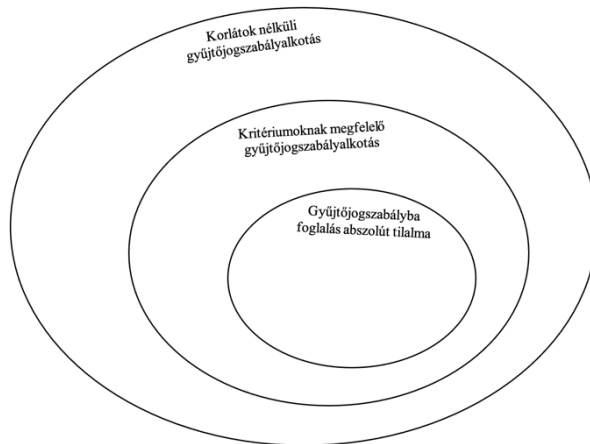 Korlátok nélküli
gyűjtőjogszabályalkotás
Kritériumoknak megfelelő
gyűjtőjogszabályalkotás
Gyűjtőjogszabályba
foglalás abszolút tilalma